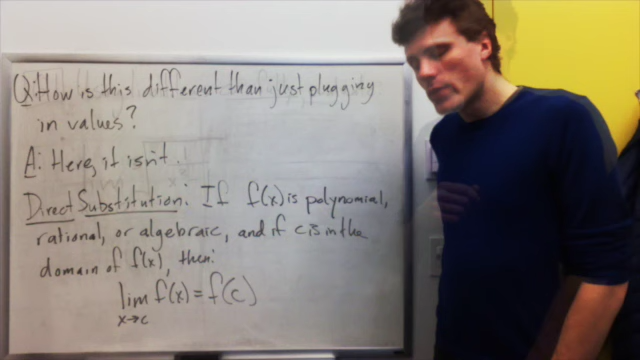 Q: How is this different than just plugging
in values?
A: Here, it isn't.
Direct Substitution: If f(x) is polynomial,
rational, or algebraic, and if c is in the
domain of f(x), then:
lim f(x) = f(c)
x→c